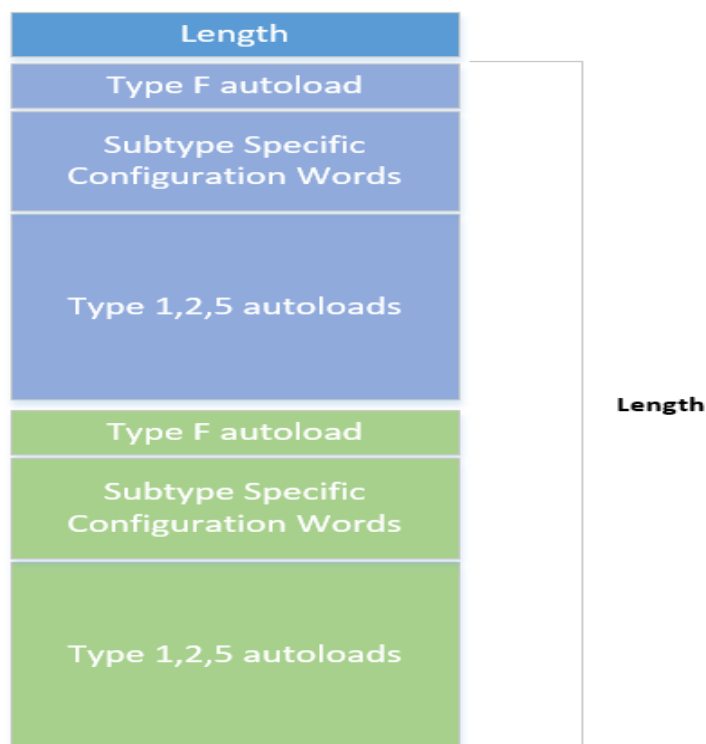 Length
Type F autoload
Subtype Specific
Configuration Words
Type 1,2,5 autoloads
Type F autoload
Subtype Specific
Configuration Words
Type 1,2,5 autoloads
Length